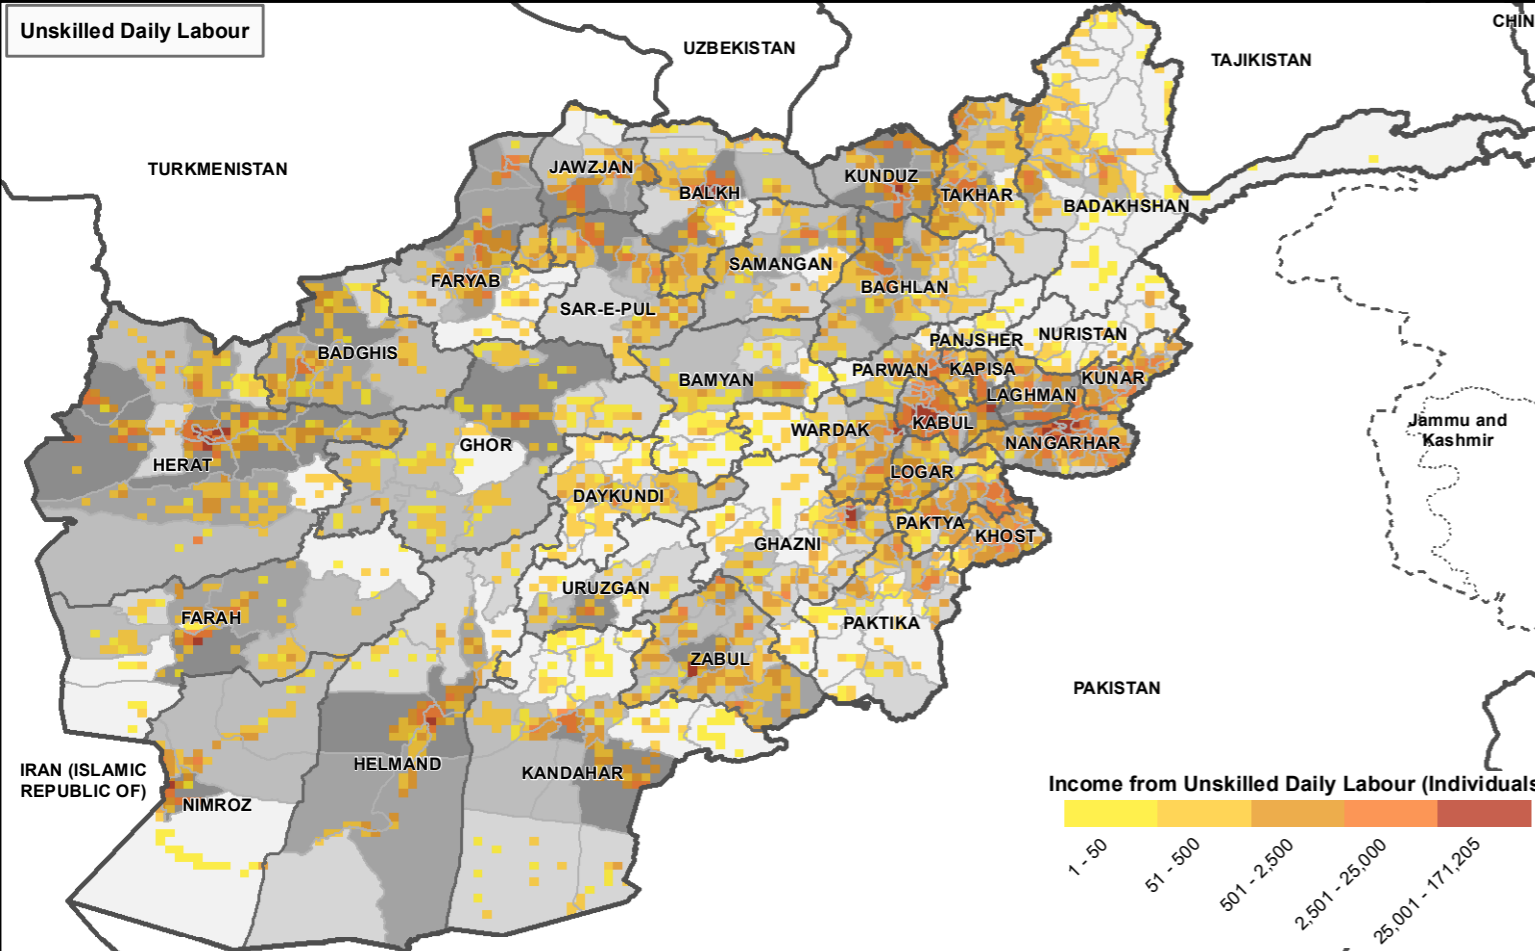 Unskilled Daily Labour
CHIN
UZBEKISTAN
TAJIKISTAN
TURKMENISTAN
JAWZJAN
BALKH
KUNDUZ
TAKHAR
BADAKHSHAN
FARYAB
SAMANGAN
BAGHLAN
SAR-E-PUL
BADGHIS
PANJSHER
NURISTAN
BAMYAN
PARWAN
KAPISA
KUNAR
LAGHMAN
HERAT
GHOR
WARDAK
KABUL
NANGARHAR
Jammu and
Kashmir
LOGAR
DAYKUNDI
PAKTYA
KHOST
GHAZNI
URUZGAN
FARAH
PAKTIKA
ZABUL
PAKISTAN
IRAN (ISLAMIC
REPUBLIC OF)
NIMROZ
HELMAND
KANDAHAR
Income from Unskilled Daily Labour (Individuals
1 - 50
51 - 500
501 - 2,500
2,501 - 25,000
25,001 - 171,205